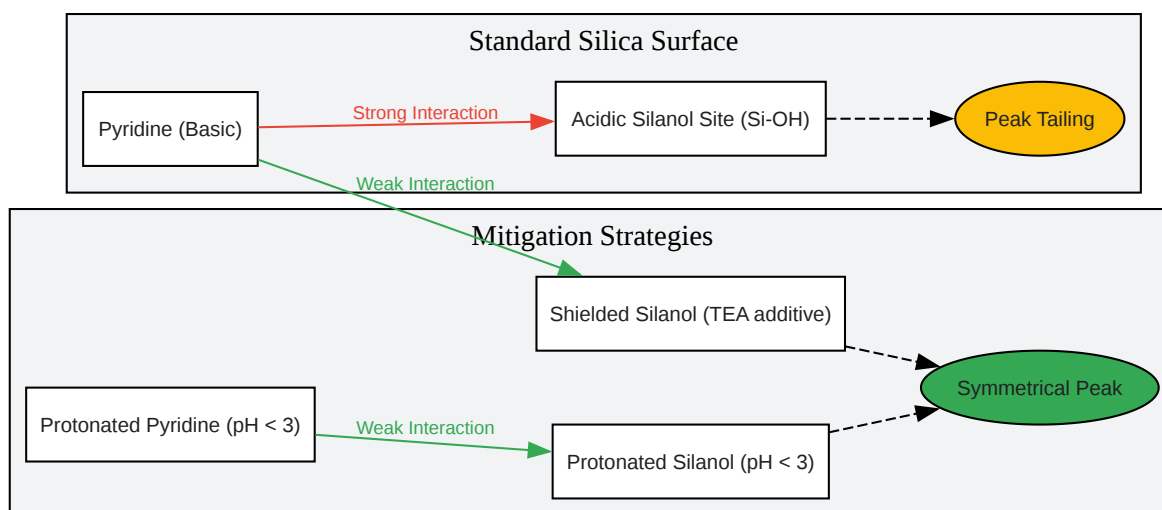 Standard Silica Surface
Pyridine (Basic)
Strong Interaction
Acidic Silanol Site (Si-OH)
Peak Tailing
Weak Interaction
Mitigation Strategies
Shielded Silanol (TEA additive)
Symmetrical Peak
Protonated Pyridine (pH < 3)
Weak Interaction
Protonated Silanol (pH < 3)